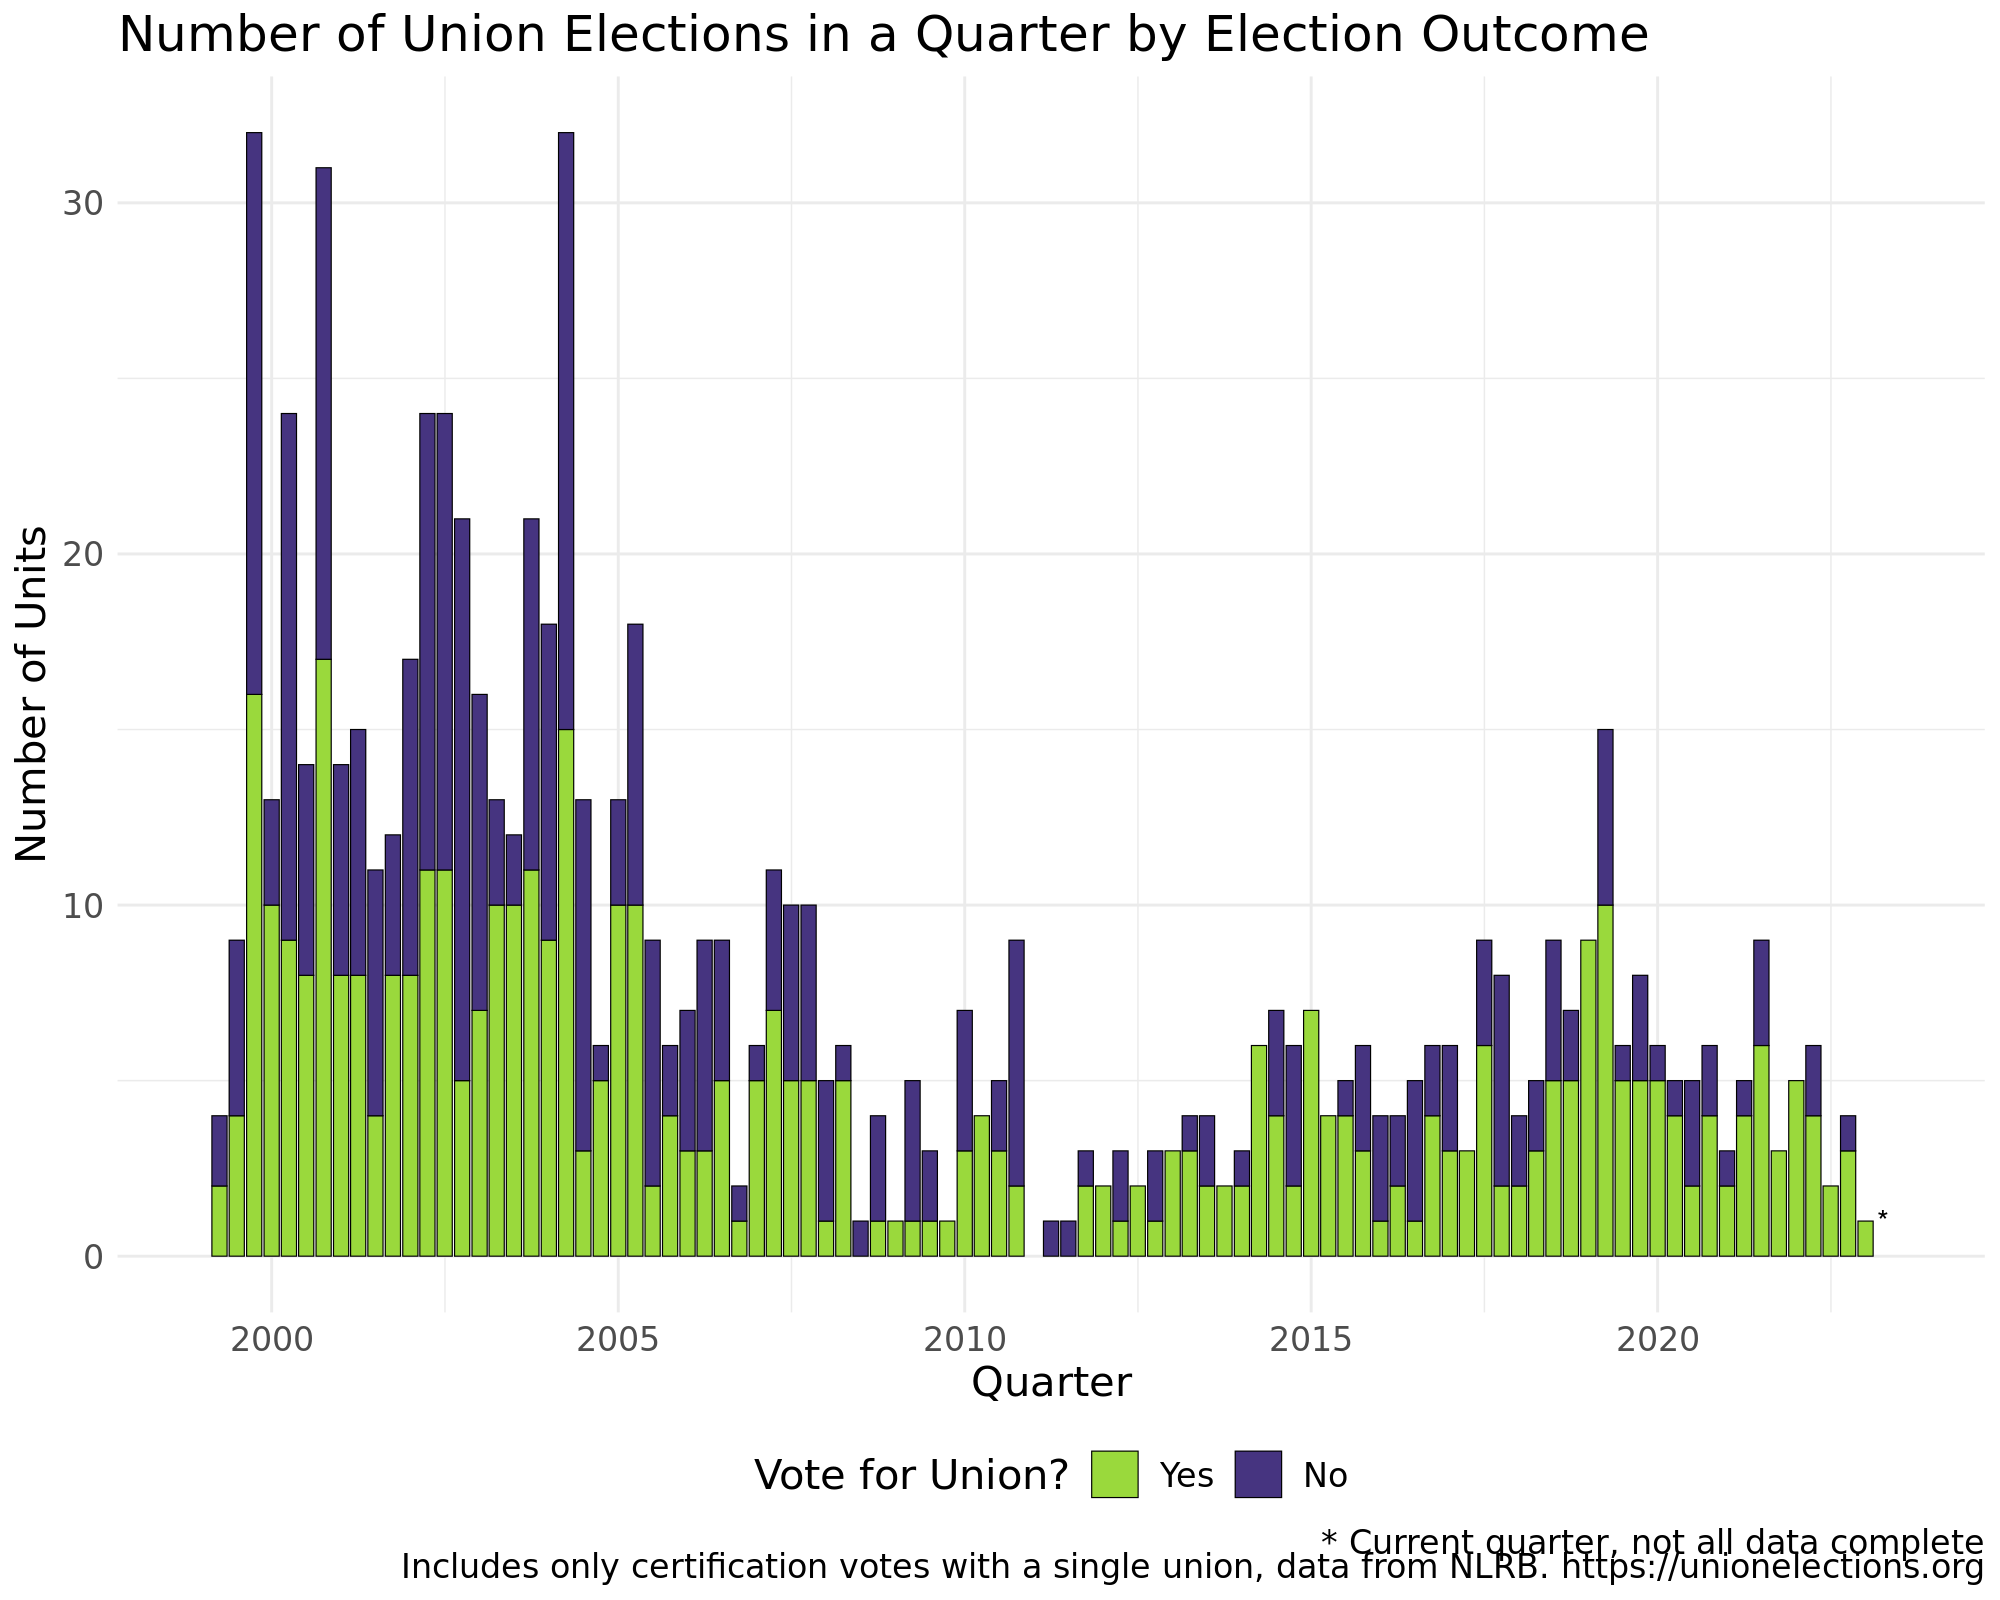 Number of Union Elections in a Quarter by Election Outcome
Number of Units
30
20
10
0
*
2000 2005 2010 2015 2020
Quarter
Vote for Union? Yes No
* Current quarter, not all data complete
Includes only certification votes with a single union, data from NLRB. https://unionelections.org